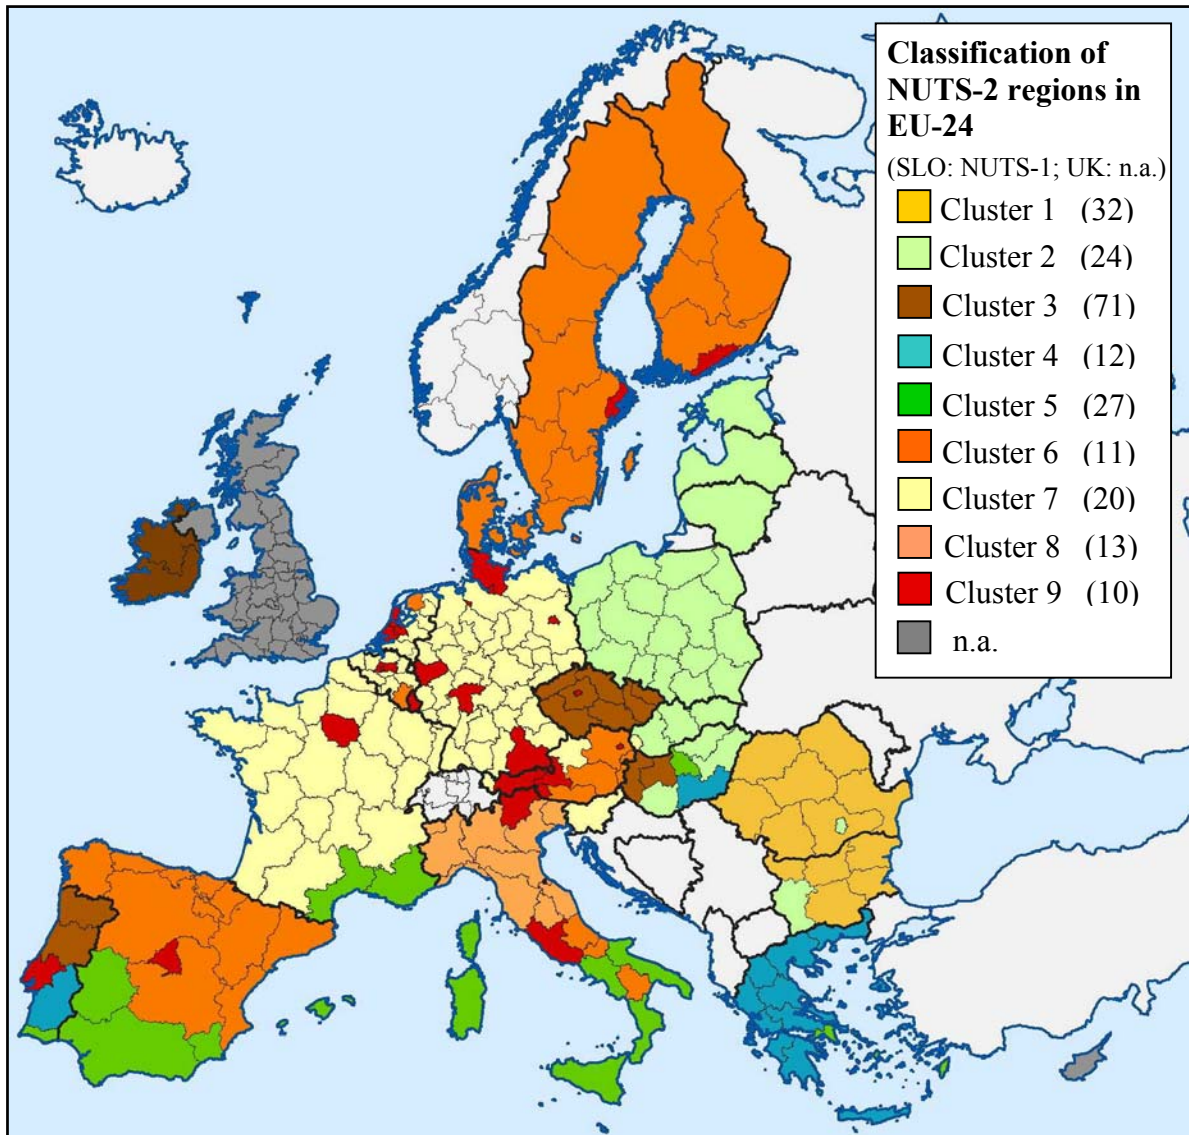 Classification of
NUTS-2 regions in
EU-24
(SLO: NUTS-1; UK: n.a.)
Cluster 1 (32)
Cluster 2 (24)
Cluster 3 (71)
Cluster 4 (12)
Cluster 5 (27)
Cluster 6 (11)
Cluster 7 (20)
Cluster 8 (13)
Cluster 9 (10)
n.a.